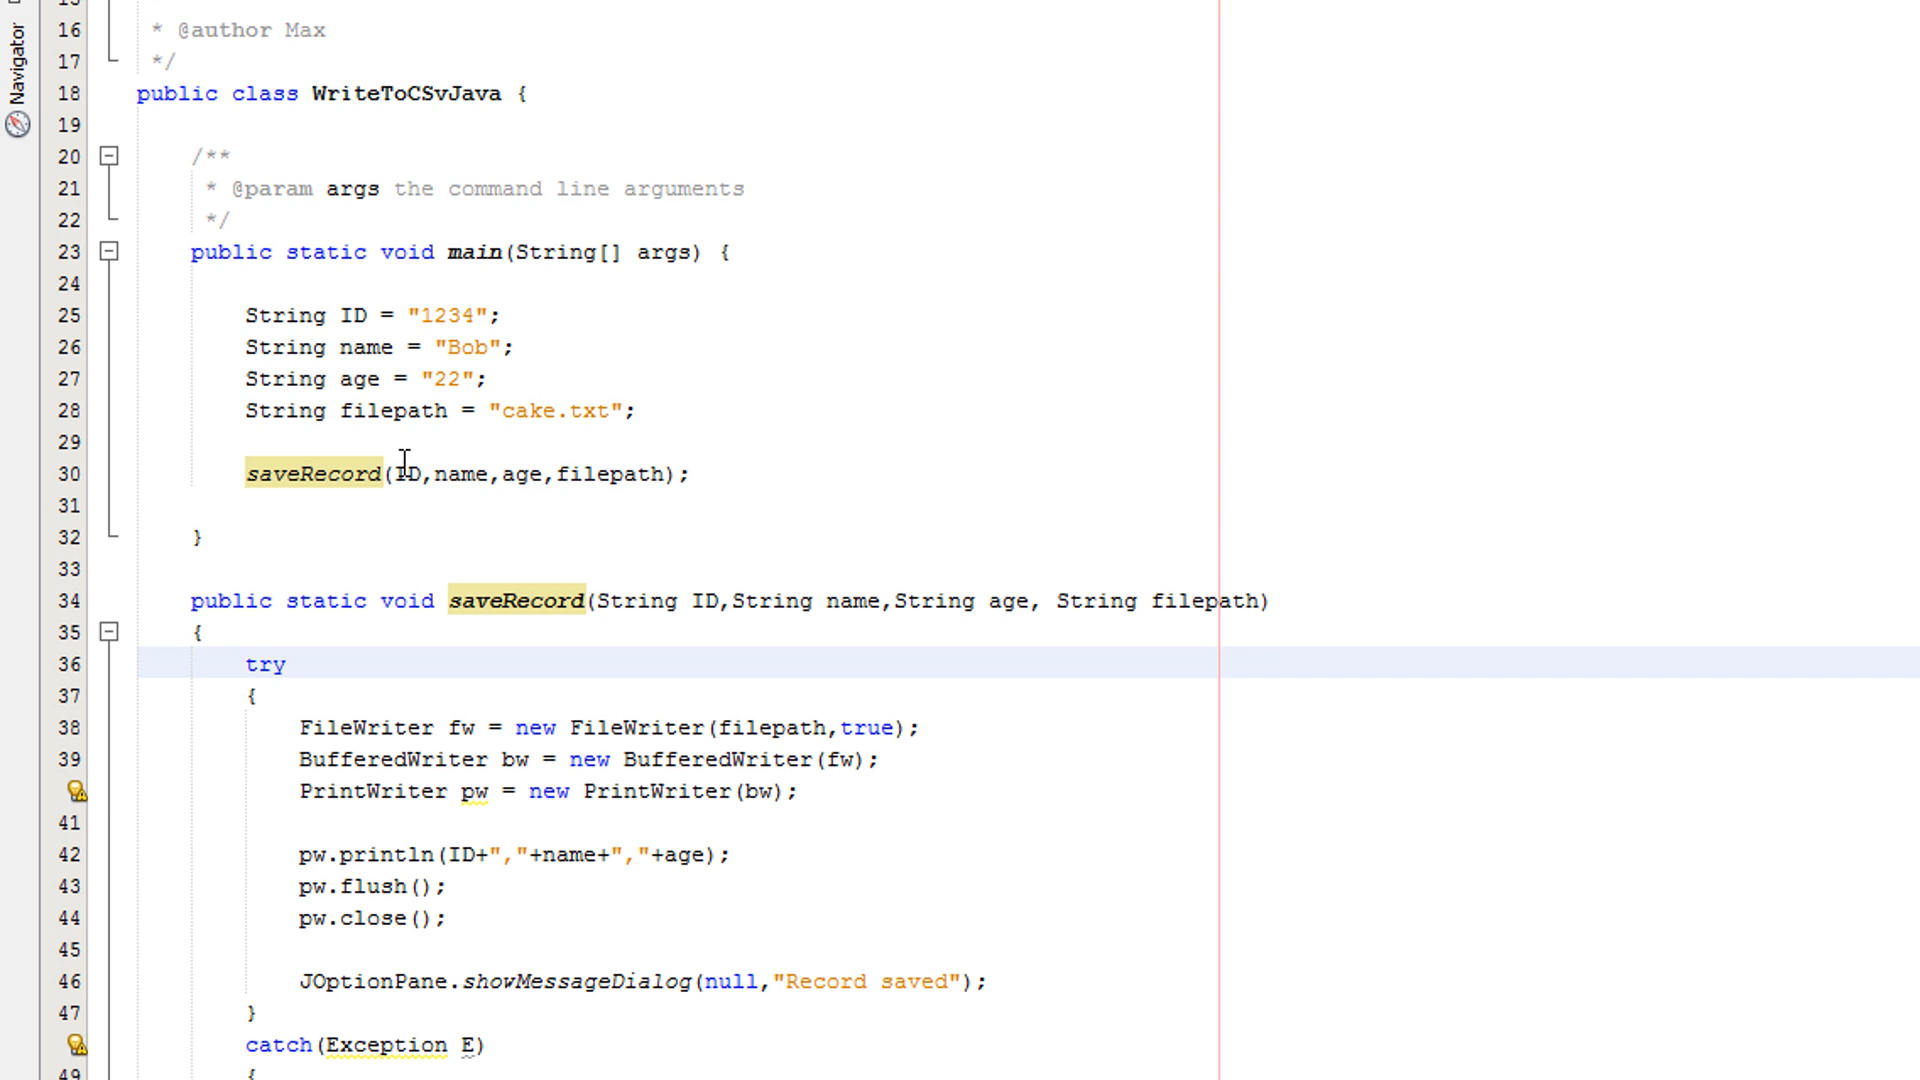 Navigator
16 * @author Max
17 */
18 public class WriteToCSvJava {
19
20 /**
21 * @param args the command line arguments
22 */
23 public static void main(String[] args) {
24
25 String ID = "1234";
26 String name = "Bob";
27 String age = "22";
28 String filepath = "cake.txt";
29
30 saveRecord(ID,name,age,filepath);
31
32 }
33
34 public static void saveRecord(String ID,String name,String age, String filepath)
35 {
36 try
37 {
38 FileWriter fw = new FileWriter(filepath,true);
39 BufferedWriter bw = new BufferedWriter(fw);
PrintWriter pw = new PrintWriter(bw);
41
42 pw.println(ID+","+name+","+age);
43 pw.flush();
44 pw.close();
45
46 JOptionPane.showMessageDialog(null,"Record saved");
47 }
catch(Exception E)
49 {